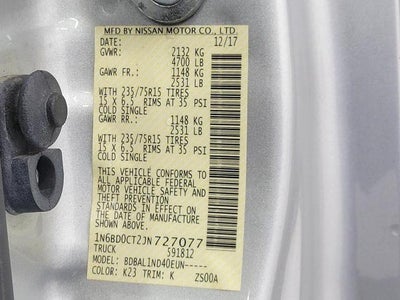 MFD BY NISSAN MOTOR CO., LTD.
DATE: 12/17
GVWR: 2132 KG
4700 LB
GAWR FR.: 1148 KG
2531 LB
WITH 235/75R15 TIRES
15 X 6.5 RIMS AT 35 PSI
COLD SINGLE
GAWR RR.: 1148 KG
2531 LB
WITH 235/75R15 TIRES
15 X 6.5 RIMS AT 35 PSI
COLD SINGLE
THIS VEHICLE CONFORMS TO
ALL APPLICABLE FEDERAL
MOTOR VEHICLE SAFETY AND
THEFT PREVENTION
STANDARDS IN EFFECT ON
THE DATE OF MANUFACTURE
SHOWN ABOVE.
1N6BD0CT2JN727077
TRUCK 591812
MODEL: BDBALIND40EUN-----
COLOR: K23 TRIM: K ZS00A